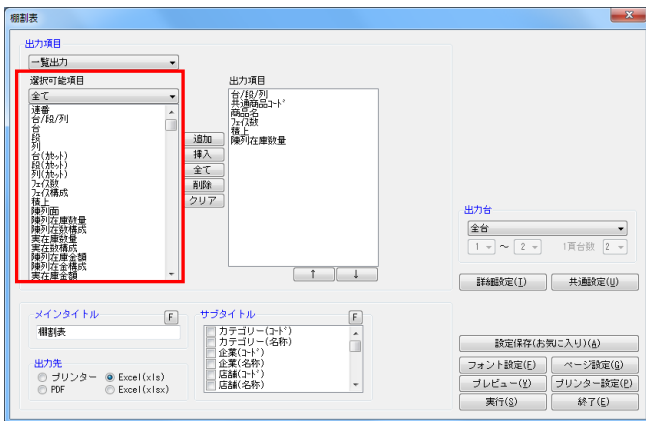 棚割表
出力項目
一覧出力
選択可能項目
全て
連番
台/段/列
台
段
列
台(ｶｾｯﾄ)
段(ｶｾｯﾄ)
列(ｶｾｯﾄ)
ﾌｪｲｽ数
ﾌｪｲｽ構成
積上
陳列面
陳列在庫数量
陳列在数構成
実在庫数量
実在数構成
陳列在庫金額
陳列在金構成
実在庫金額
追加
挿入
全て
削除
クリア
出力項目
台/段/列
共通商品ｺｰﾄﾞ
商品名
ﾌｪｲｽ数
積上
陳列在庫数量
↑
↓
出力台
全台
1 ～ 2 1頁台数 2
詳細設定(T) 共通設定(U)
メインタイトル F
棚割表
出力先
プリンター Excel(xls)
PDF Excel(xlsx)
サブタイトル F
カテゴリー(ｺｰﾄﾞ)
カテゴリー(名称)
企業(ｺｰﾄﾞ)
企業(名称)
店舗(ｺｰﾄﾞ)
店舗(名称)
設定保存(お気に入り)(A)
フォント設定(F) ページ設定(G)
プレビュー(V) プリンター設定(P)
実行(S) 終了(E)